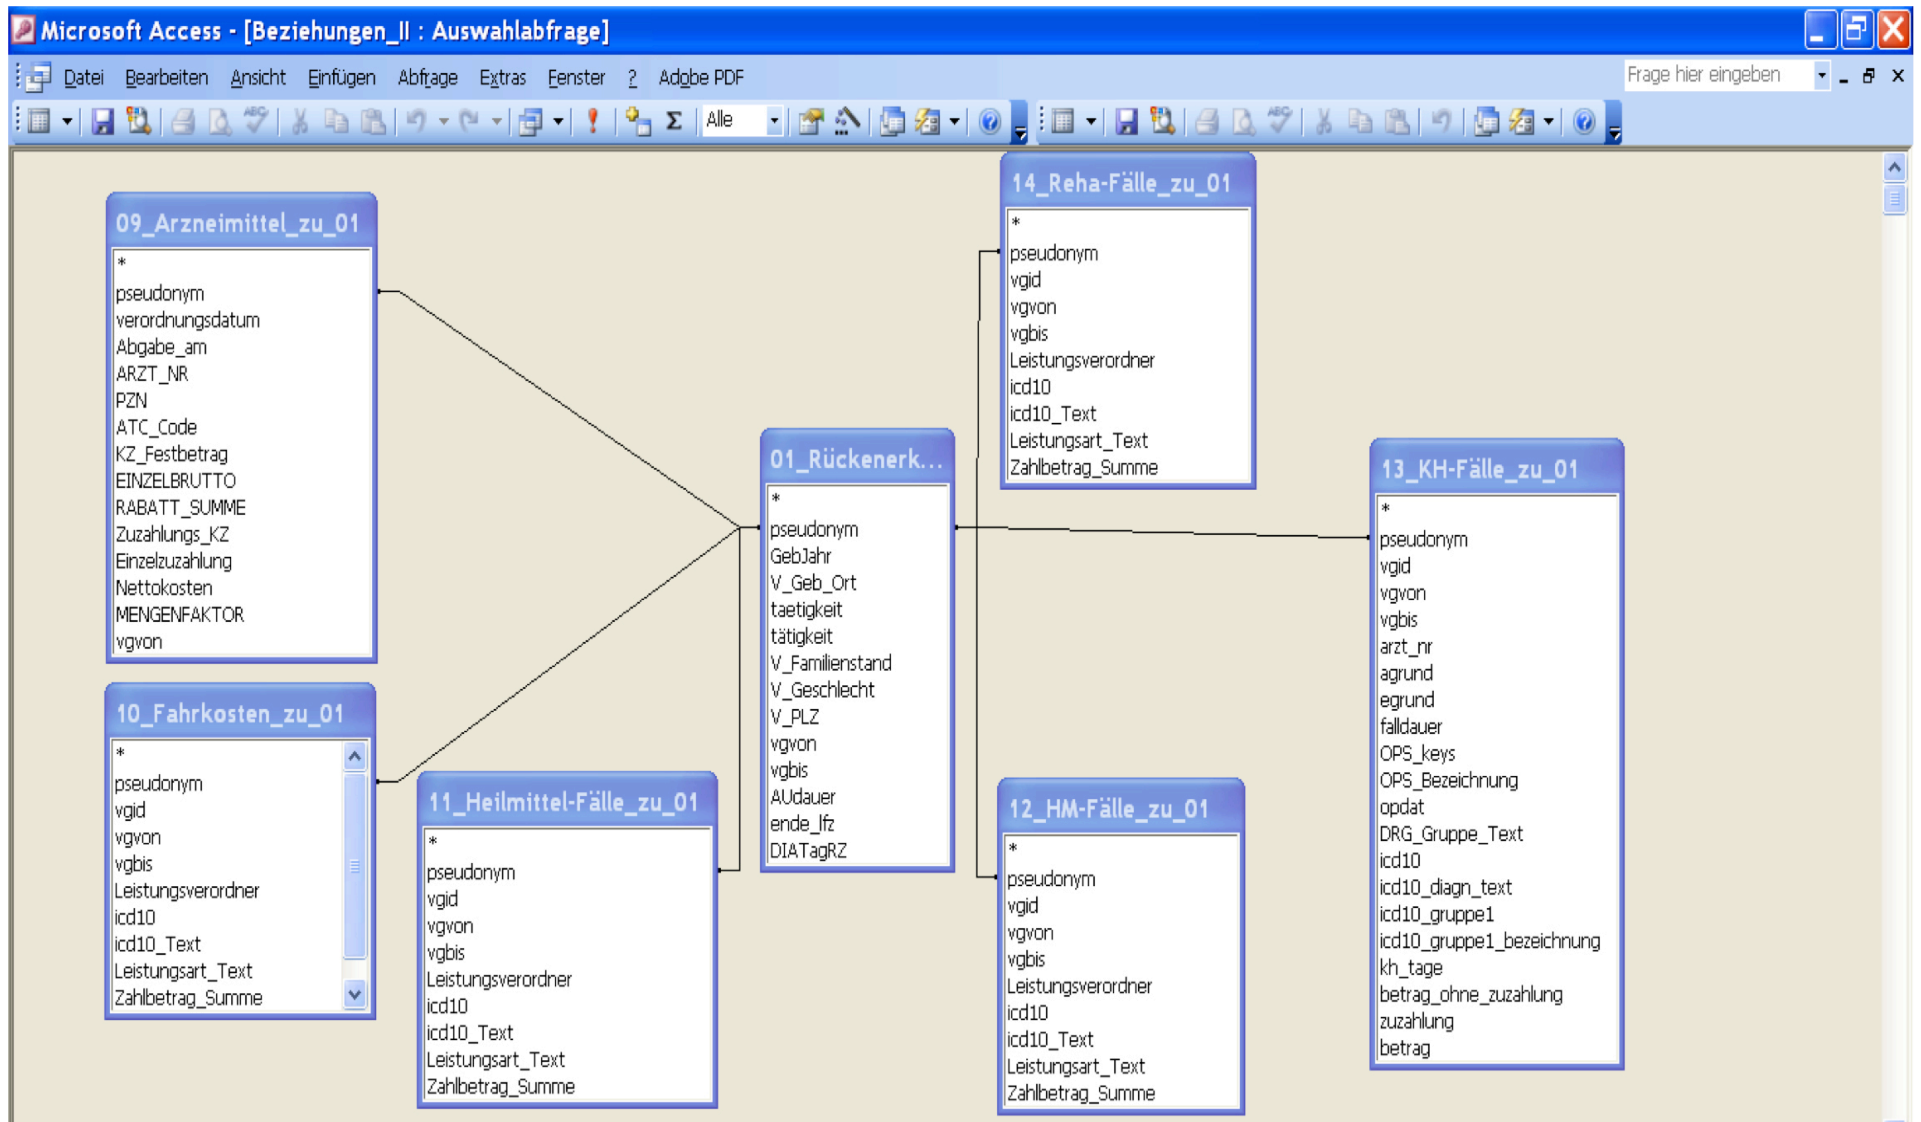 Microsoft Access - [Beziehungen_II : Auswahlabfrage]
Datei Bearbeiten Ansicht Einfügen Abfrage Extras Fenster ? Adobe PDF
Frage hier eingeben
Alle
09_Arzneimittel_zu_01
*
pseudonym
verordnungsdatum
Abgabe_am
ARZT_NR
PZN
ATC_Code
KZ_Festbetrag
EINZELBRUTTO
RABATT_SUMME
Zuzahlungs_KZ
Einzelzuzahlung
Nettokosten
MENGENFAKTOR
vgvon
10_Fahrkosten_zu_01
*
pseudonym
vgid
vgvon
vgbis
Leistungsverordner
icd10
icd10_Text
Leistungsart_Text
Zahlbetrag_Summe
11_Heilmittel-Fälle_zu_01
*
pseudonym
vgid
vgvon
vgbis
Leistungsverordner
icd10
icd10_Text
Leistungsart_Text
Zahlbetrag_Summe
01_Rückenerk...
*
pseudonym
GebJahr
V_Geb_Ort
taetigkeit
tätigkeit
V_Familienstand
V_Geschlecht
V_PLZ
vgvon
vgbis
AUdauer
ende_lfz
DIATagRZ
14_Reha-Fälle_zu_01
*
pseudonym
vgid
vgvon
vgbis
Leistungsverordner
icd10
icd10_Text
Leistungsart_Text
Zahlbetrag_Summe
12_HM-Fälle_zu_01
*
pseudonym
vgid
vgvon
vgbis
Leistungsverordner
icd10
icd10_Text
Leistungsart_Text
Zahlbetrag_Summe
13_KH-Fälle_zu_01
*
pseudonym
vgid
vgvon
vgbis
arzt_nr
agrund
egrund
falldauer
OPS_keys
OPS_Bezeichnung
opdat
DRG_Gruppe_Text
icd10
icd10_diagn_text
icd10_gruppe1
icd10_gruppe1_bezeichnung
kh_tage
betrag_ohne_zuzahlung
zuzahlung
betrag